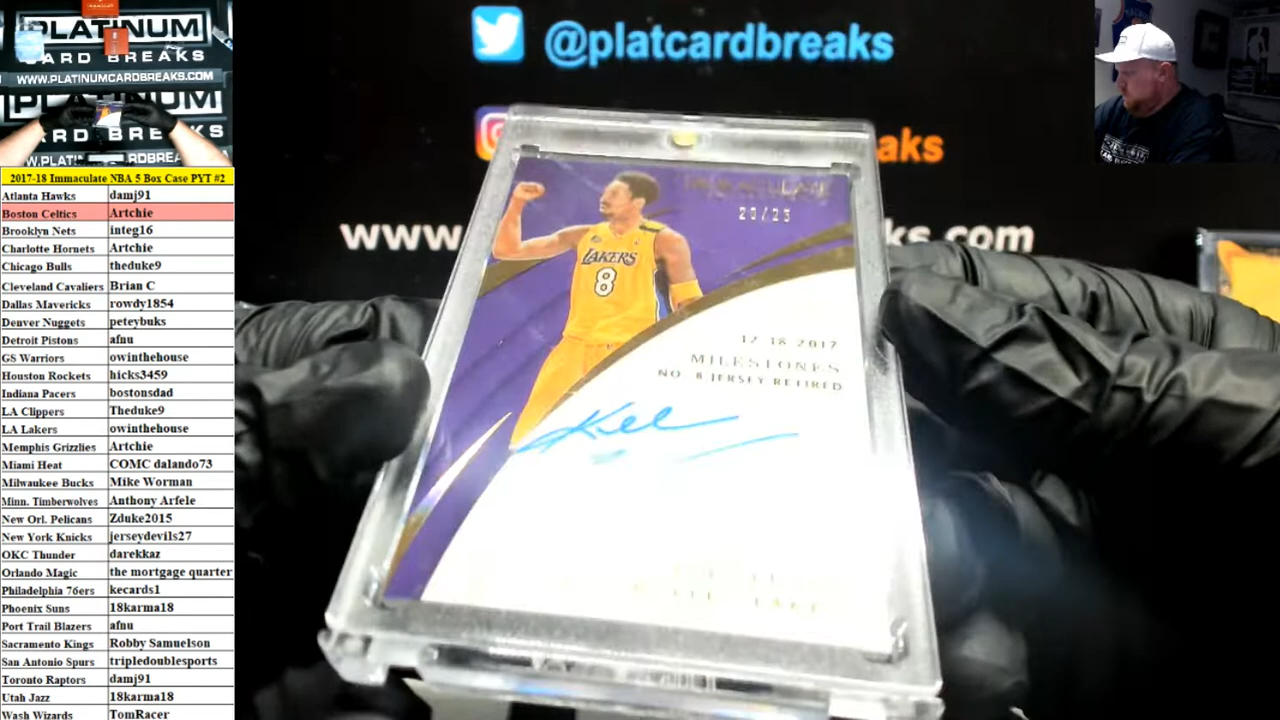 PLATINUM
CARD BREAKS
WWW.PLATINUMCARDBREAKS.COM
PLATINUM
ARD BREAKS
@platcardbreaks
aks
www.
ks.com
2017-18 Immaculate NBA 5 Box Case PYT #2
Atlanta Hawks damj91
Boston Celtics Artchie
Brooklyn Nets integ16
Charlotte Hornets Artchie
Chicago Bulls theduke9
Cleveland Cavaliers Brian C
Dallas Mavericks rowdy1854
Denver Nuggets peteybuks
Detroit Pistons afnu
GS Warriors owinthehouse
Houston Rockets hicks3459
Indiana Pacers bostonsdad
LA Clippers Theduke9
LA Lakers owinthehouse
Memphis Grizzlies Artchie
Miami Heat COMC dalando73
Milwaukee Bucks Mike Worman
Minn. Timberwolves Anthony Arfele
New Orl. Pelicans Zduke2015
New York Knicks jerseydevils27
OKC Thunder darekkaz
Orlando Magic the mortgage quarter
Philadelphia 76ers kecards1
Phoenix Suns 18karma18
Port Trail Blazers afnu
Sacramento Kings Robby Samuelson
San Antonio Spurs tripledoublesports
Toronto Raptors damj91
Utah Jazz 18karma18
Wash Wizards TomRacer
IMMACULATE
LAKERS
8
12-18-2017
MILESTONES
NO. 8 JERSEY RETIRED